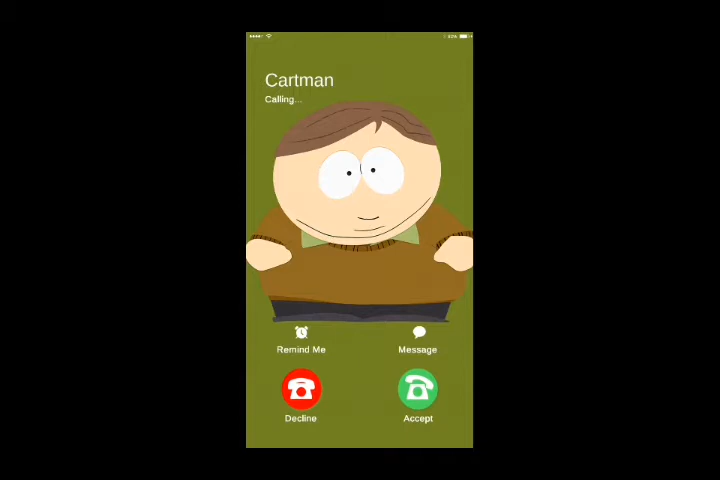 Cartman
Calling...
Remind Me
Message
Decline
Accept